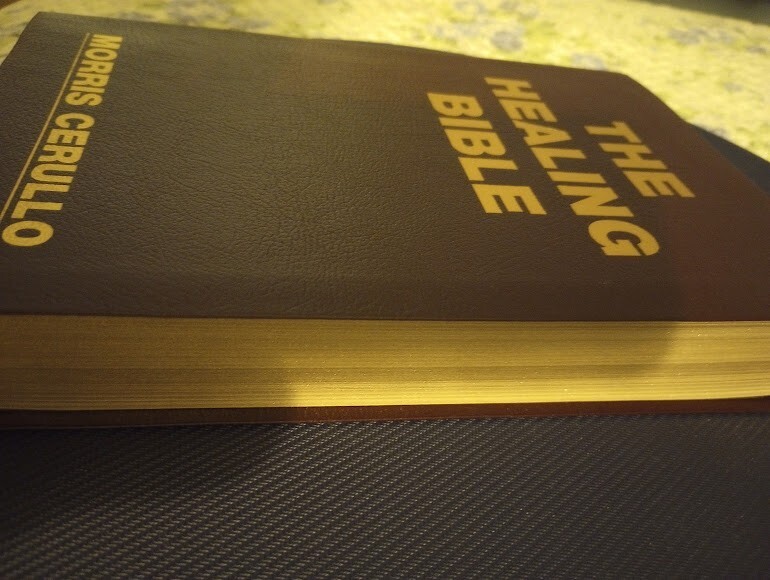 THE
HEALING
BIBLE
MORRIS CERULLO